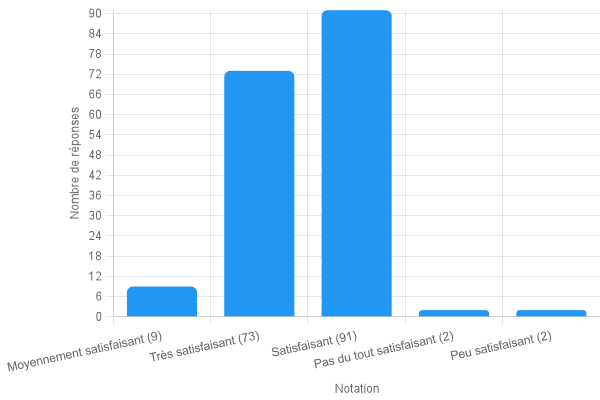 Nombre de réponses
90
84
78
72
66
60
54
48
42
36
30
24
18
12
6
0
Moyennement satisfaisant (9)
Très satisfaisant (73)
Satisfaisant (91)
Pas du tout satisfaisant (2)
Peu satisfaisant (2)
Notation